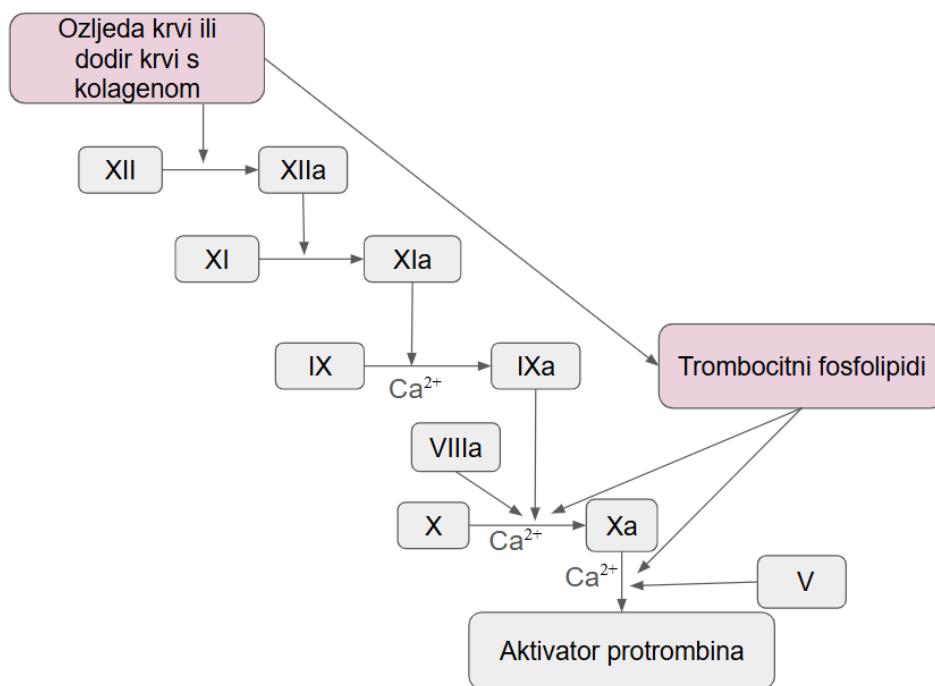 Ozljeda krvi ili
dodir krvi s
kolagenom
XII
XIIa
XI
XIa
IX
Ca²⁺
IXa
Trombocitni fosfolipidi
VIIIa
X
Ca²⁺
Xa
Ca²⁺
V
Aktivator protrombina